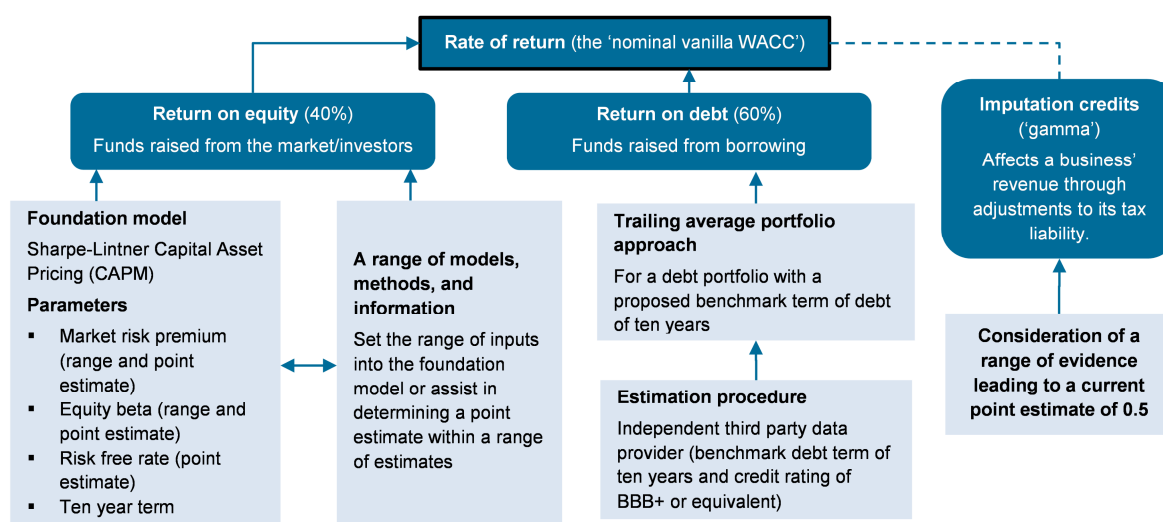 Rate of return (the ‘nominal vanilla WACC’)
Return on equity (40%)
Funds raised from the market/investors
Return on debt (60%)
Funds raised from borrowing
Imputation credits
(‘gamma’)
Affects a business’
revenue through
adjustments to its tax
liability.
Foundation model
Sharpe-Lintner Capital Asset
Pricing (CAPM)
Parameters
▪ Market risk premium
(range and point
estimate)
▪ Equity beta (range and
point estimate)
▪ Risk free rate (point
estimate)
▪ Ten year term
A range of models,
methods, and
information
Set the range of inputs
into the foundation
model or assist in
determining a point
estimate within a range
of estimates
Trailing average portfolio
approach
For a debt portfolio with a
proposed benchmark term of debt
of ten years
Estimation procedure
Independent third party data
provider (benchmark debt term of
ten years and credit rating of
BBB+ or equivalent)
Consideration of a
range of evidence
leading to a current
point estimate of 0.5